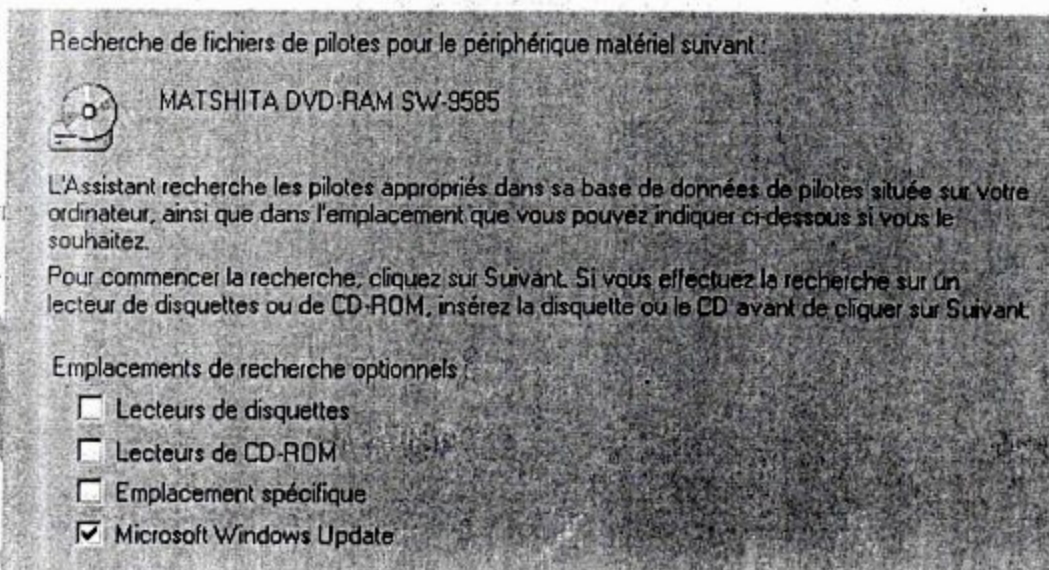 Recherche de fichiers de pilotes pour le périphérique matériel suivant :
MATSHITA DVD-RAM SW-9585
L'Assistant recherche les pilotes appropriés dans sa base de données de pilotes située sur votre
ordinateur, ainsi que dans l'emplacement que vous pouvez indiquer ci-dessous si vous le
souhaitez.
Pour commencer la recherche, cliquez sur Suivant. Si vous effectuez la recherche sur un
lecteur de disquettes ou de CD-ROM, insérez la disquette ou le CD avant de cliquer sur Suivant.
Emplacements de recherche optionnels :
Lecteurs de disquettes
Lecteurs de CD-ROM
Emplacement spécifique
Microsoft Windows Update